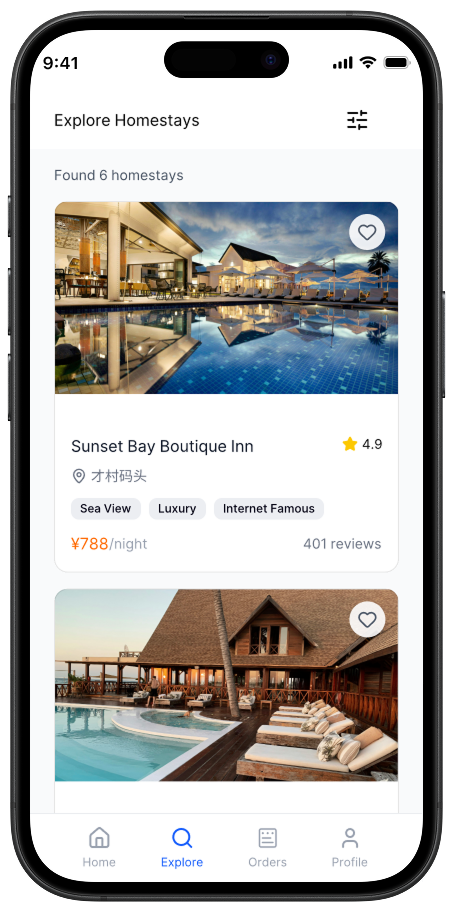 9:41
Explore Homestays
Found 6 homestays
Sunset Bay Boutique Inn
4.9
才村码头
Sea View Luxury Internet Famous
¥788/night
401 reviews
Home Explore Orders Profile